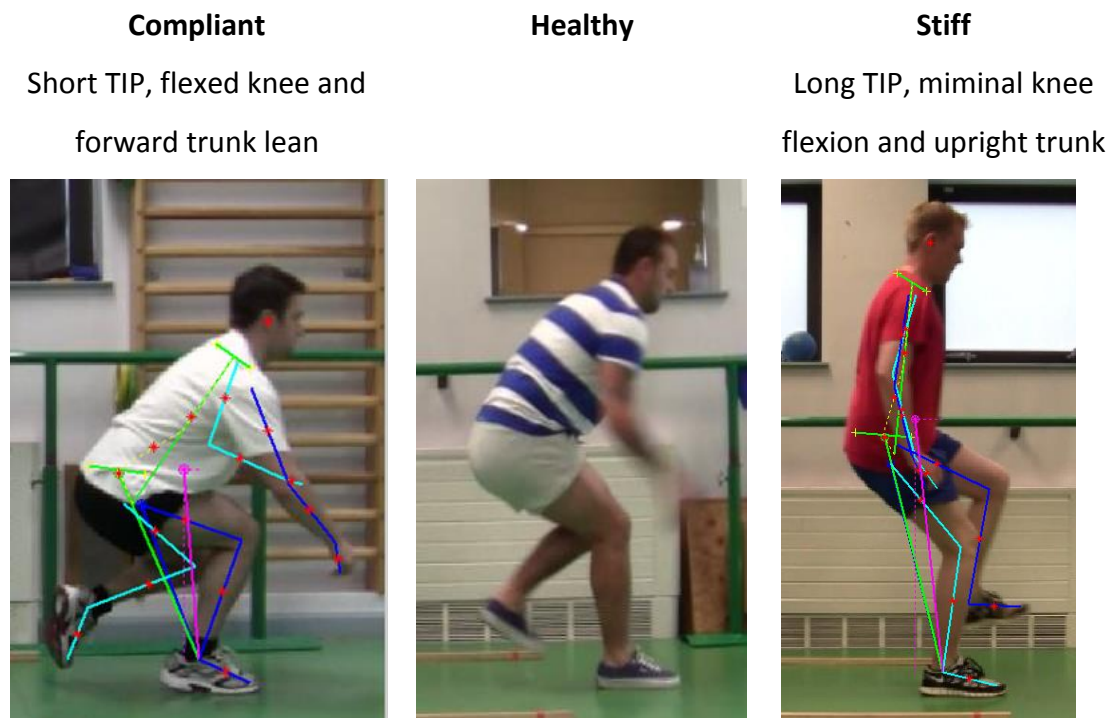 Compliant
Healthy
Stiff
Short TIP, flexed knee and
forward trunk lean
Long TIP, miminal knee
flexion and upright trunk